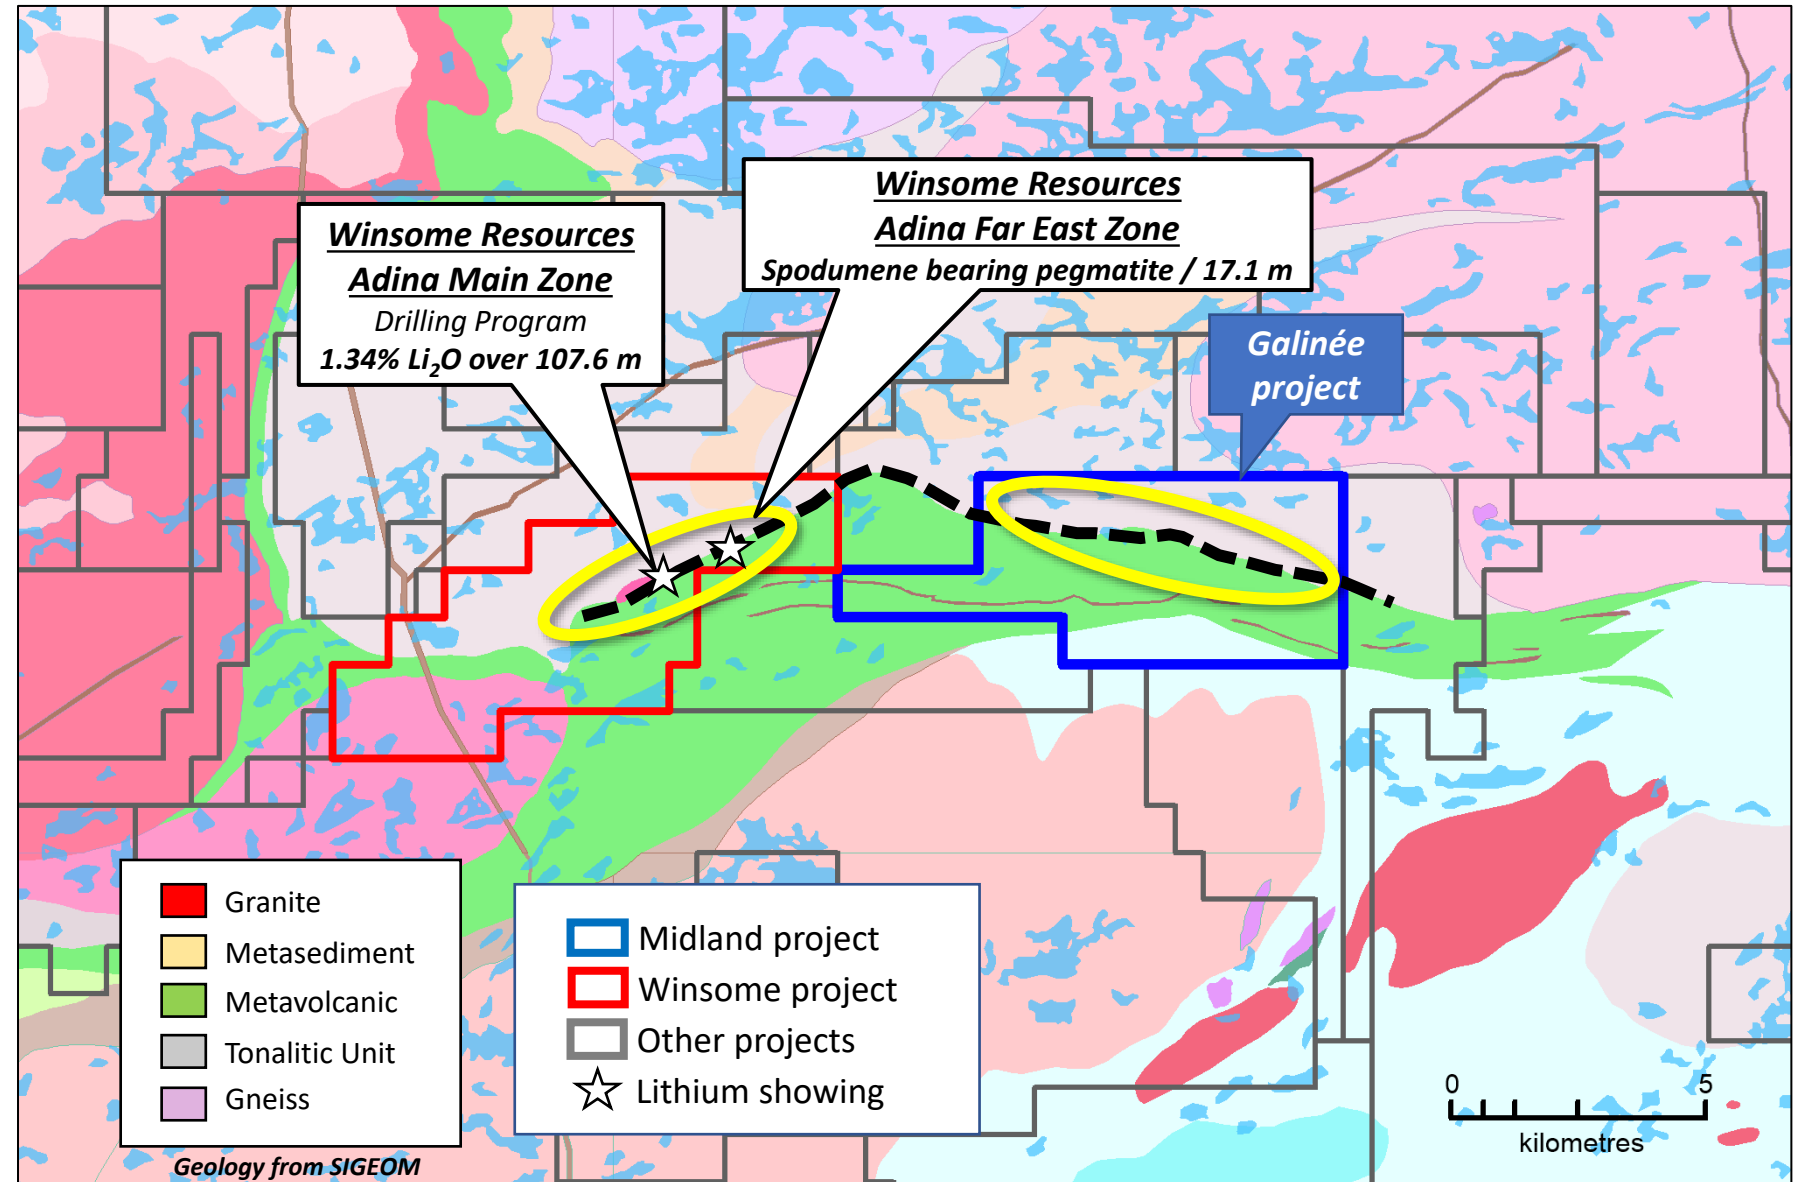 Winsome Resources
Adina Main Zone
Drilling Program
1.34% Li₂O over 107.6 m
Winsome Resources
Adina Far East Zone
Spodumene bearing pegmatite / 17.1 m
Galinée
project
Granite
Metasediment
Metavolcanic
Tonalitic Unit
Gneiss
Geology from SIGEOM
Midland project
Winsome project
Other projects
Lithium showing
0 5
kilometres